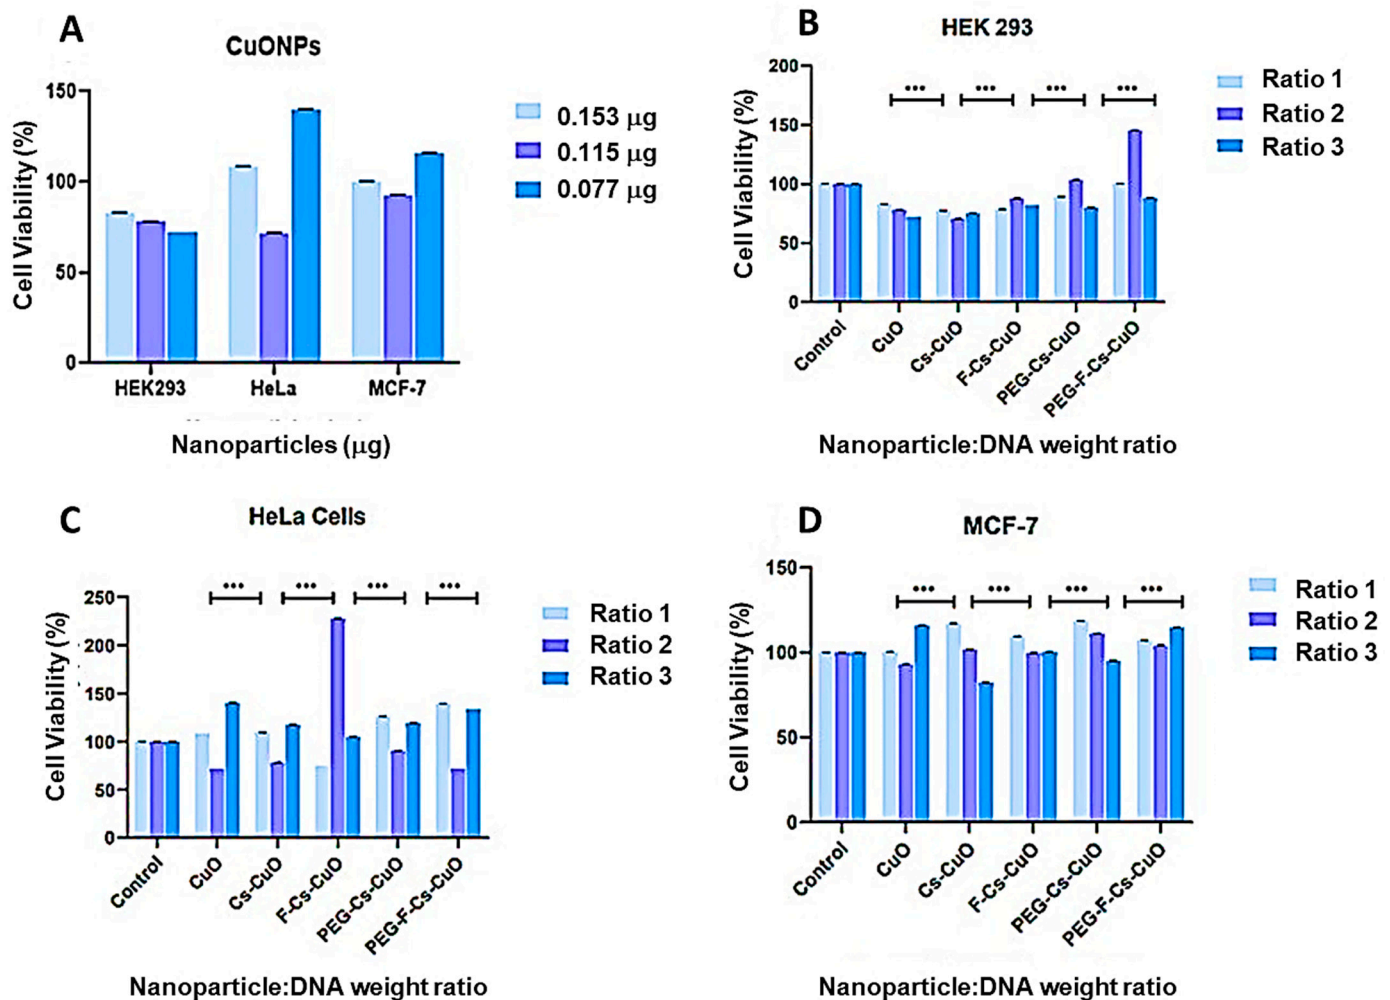 A
CuONPs
Cell Viability (%)
150
100
50
0
HEK293
HeLa
MCF-7
Nanoparticles (μg)
0.153 μg
0.115 μg
0.077 μg
B
HEK 293
Cell Viability (%)
200
150
100
50
0
•••
•••
•••
•••
Control
CuO
Cs-CuO
F-Cs-CuO
PEG-Cs-CuO
PEG-F-Cs-CuO
Nanoparticle:DNA weight ratio
Ratio 1
Ratio 2
Ratio 3
C
HeLa Cells
Cell Viability (%)
250
200
150
100
50
0
•••
•••
•••
•••
Control
CuO
Cs-CuO
F-Cs-CuO
PEG-Cs-CuO
PEG-F-Cs-CuO
Nanoparticle:DNA weight ratio
Ratio 1
Ratio 2
Ratio 3
D
MCF-7
Cell Viability (%)
150
100
50
0
•••
•••
•••
•••
Control
CuO
Cs-CuO
F-Cs-CuO
PEG-Cs-CuO
PEG-F-Cs-CuO
Nanoparticle:DNA weight ratio
Ratio 1
Ratio 2
Ratio 3